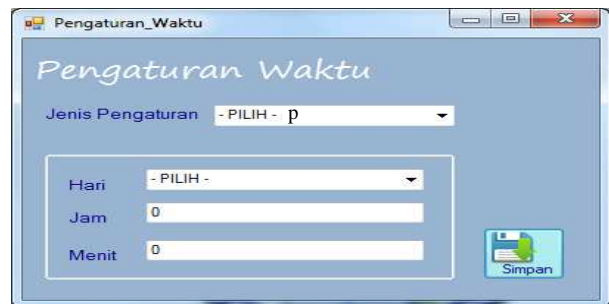 Pengaturan_Waktu
Pengaturan Waktu
Jenis Pengaturan - PILIH - p
Hari - PILIH -
Jam 0
Menit 0
Simpan